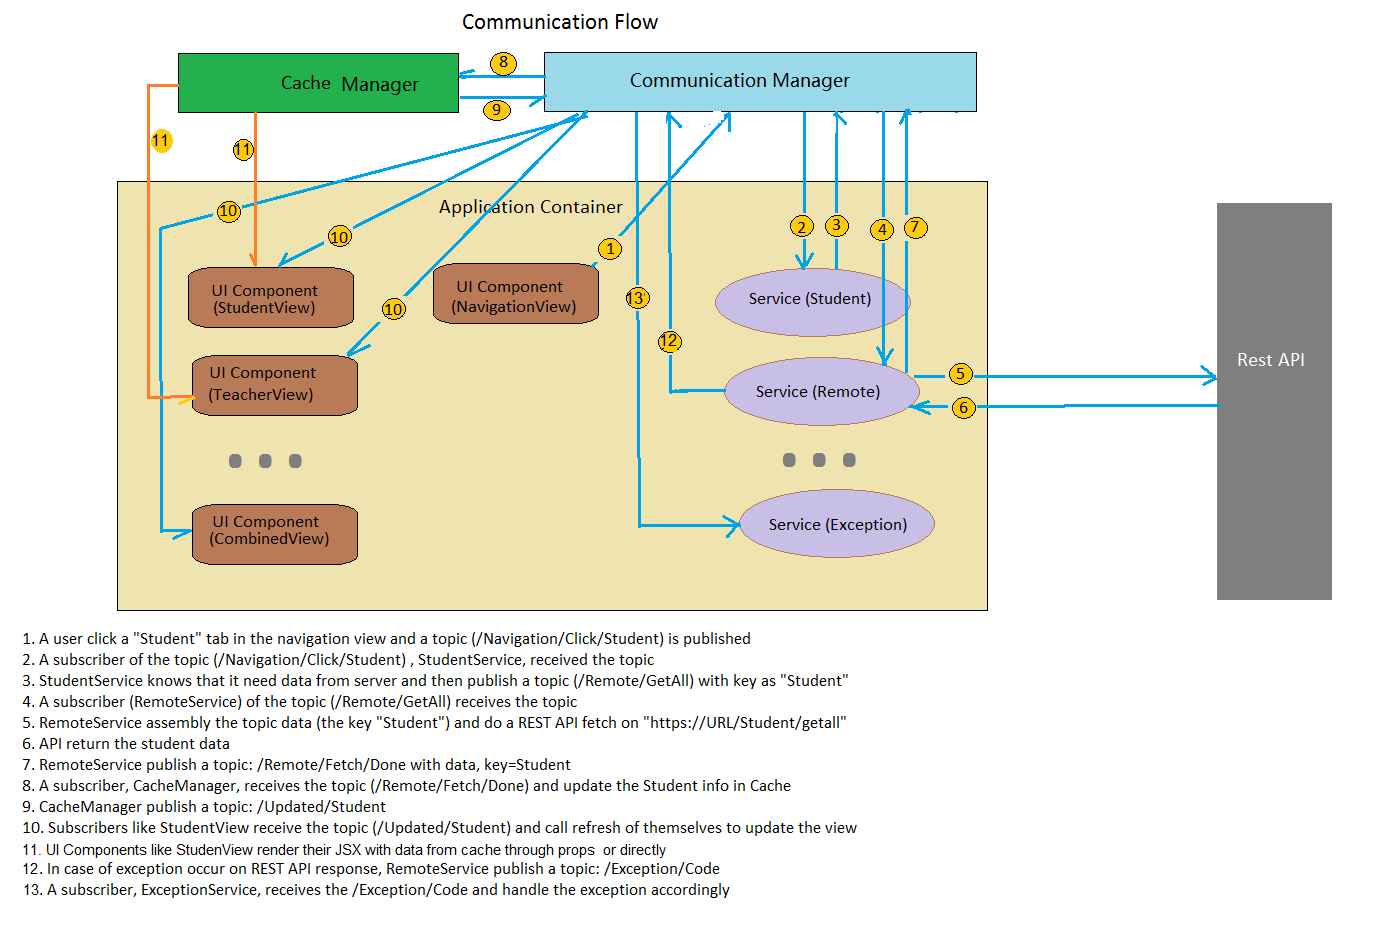 Communication Flow
Cache Manager
8
9
Communication Manager
11
11
10
Application Container
10
1
2
3
4
7
UI Component
(StudentView)
UI Component
(NavigationView)
10
13
Service (Student)
12
UI Component
(TeacherView)
Service (Remote)
5
6
Rest API
UI Component
(CombinedView)
Service (Exception)
1. A user click a "Student" tab in the navigation view and a topic (/Navigation/Click/Student) is published
2. A subscriber of the topic (/Navigation/Click/Student) , StudentService, received the topic
3. StudentService knows that it need data from server and then publish a topic (/Remote/GetAll) with key as "Student"
4. A subscriber (RemoteService) of the topic (/Remote/GetAll) receives the topic
5. RemoteService assembly the topic data (the key "Student") and do a REST API fetch on "https://URL/Student/getall"
6. API return the student data
7. RemoteService publish a topic: /Remote/Fetch/Done with data, key=Student
8. A subscriber, CacheManager, receives the topic (/Remote/Fetch/Done) and update the Student info in Cache
9. CacheManager publish a topic: /Updated/Student
10. Subscribers like StudentView receive the topic (/Updated/Student) and call refresh of themselves to update the view
11. UI Components like StudenView render their JSX with data from cache through props or directly
12. In case of exception occur on REST API response, RemoteService publish a topic: /Exception/Code
13. A subscriber, ExceptionService, receives the /Exception/Code and handle the exception accordingly